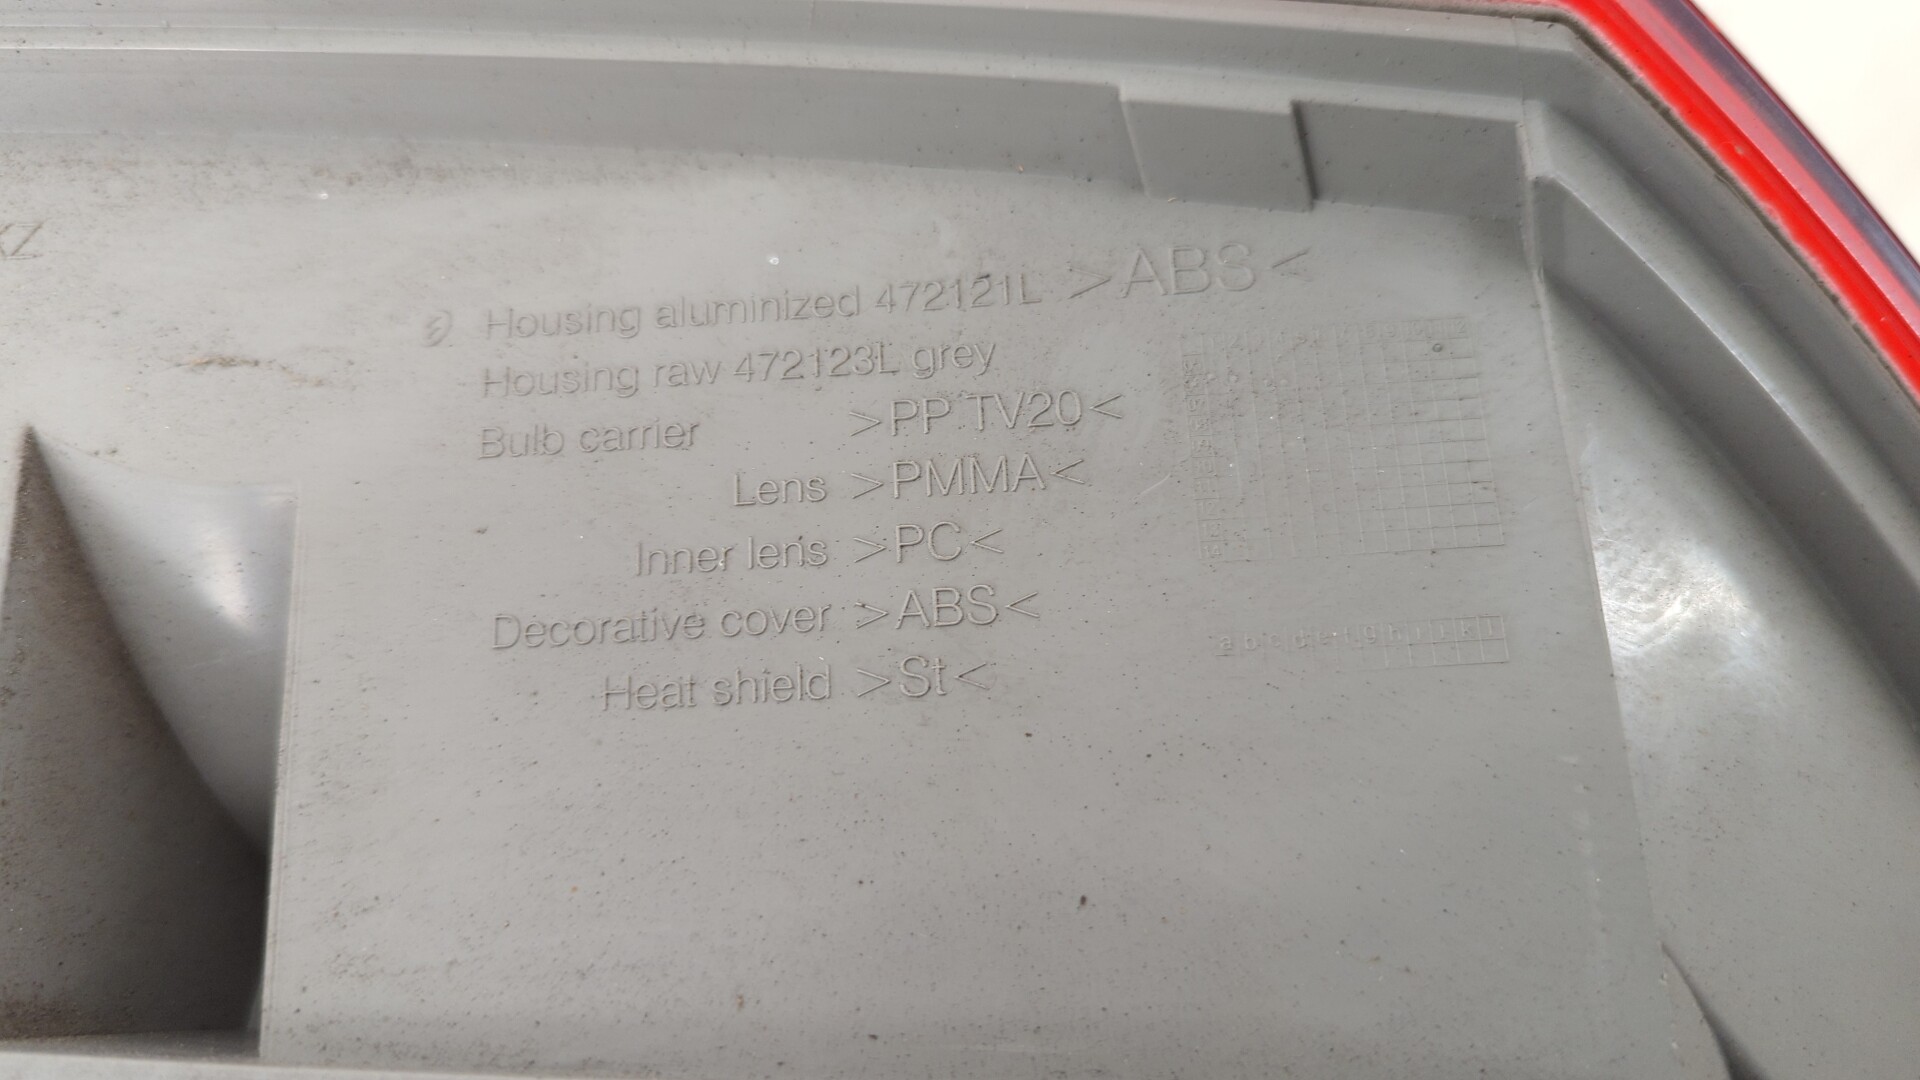 KZ
Housing aluminized 472121L >ABS<
Housing raw 472123L grey
Bulb carrier >PP TV20<
Lens >PMMA<
Inner lens >PC<
Decorative cover >ABS<
Heat shield >St<
a b c d e f g h i j k l